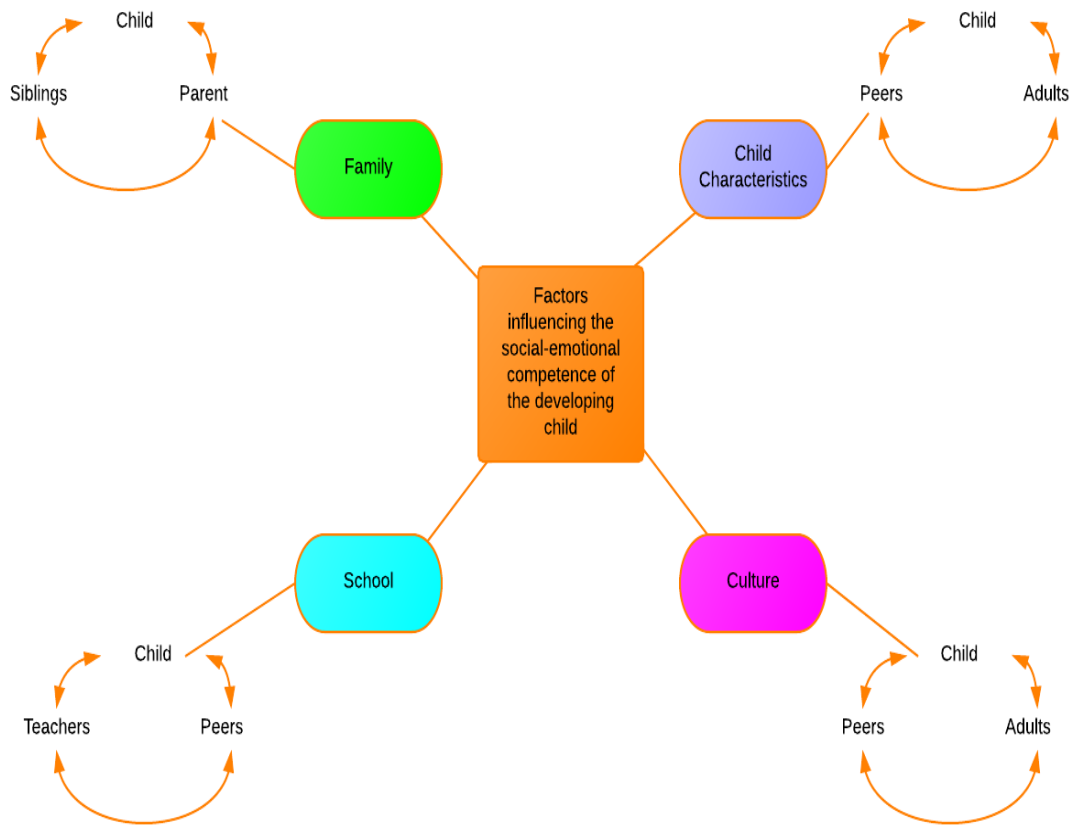 Child
Siblings
Parent
Family
Child
Peers
Adults
Child
Characteristics
Factors
influencing the
social-emotional
competence of
the developing
child
School
Child
Teachers
Peers
Culture
Child
Peers
Adults